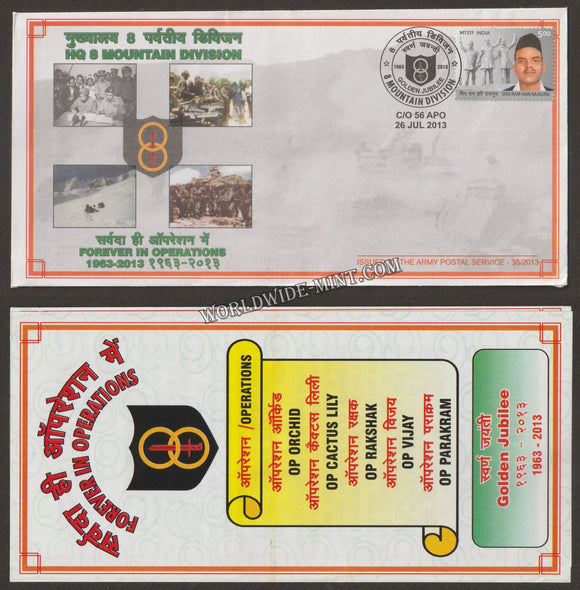 मुख्यालय 8 पर्वतीय डिविजन
HQ 8 MOUNTAIN DIVISION
सर्वदा ही ऑपरेशन में
FOREVER IN OPERATIONS
1963-2013 १९६३-२०१३
8 पर्वतीय डिविजन
स्वर्ण जयन्ती
1963 2013
GOLDEN JUBILEE
8 MOUNTAIN DIVISION
C/O 56 APO
26 JUL 2013
भारत INDIA 5.00
शिव राम हरि राजगुरू SHIV RAM HARI RAJGURU
ISSUED BY THE ARMY POSTAL SERVICE - 38/2013
WORLDWIDE-MINT.COM
सर्वदा ही ऑपरेशन में
FOREVER IN OPERATIONS
ऑपरेशन /OPERATIONS
ऑपरेशन ऑर्किड
OP ORCHID
ऑपरेशन कैक्टस लिली
OP CACTUS LILY
ऑपरेशन रक्षक
OP RAKSHAK
ऑपरेशन विजय
OP VIJAY
ऑपरेशन पराक्रम
OP PARAKRAM
स्वर्ण जयंती
Golden Jubilee
१९६३ - २०१३
1963 - 2013